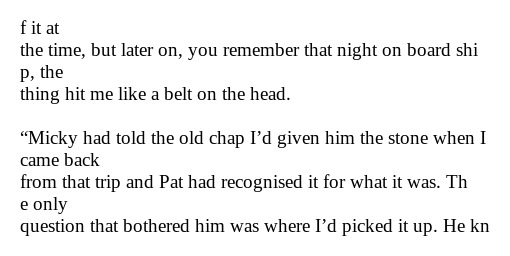 f it at
the time, but later on, you remember that night on board shi
p, the
thing hit me like a belt on the head.

“Micky had told the old chap I’d given him the stone when I
came back
from that trip and Pat had recognised it for what it was. Th
e only
question that bothered him was where I’d picked it up. He kn